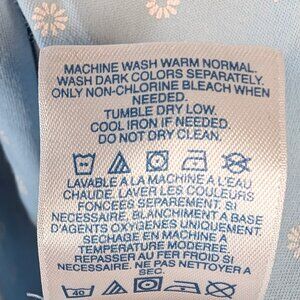 MACHINE WASH WARM NORMAL.
WASH DARK COLORS SEPARATELY.
ONLY NON-CHLORINE BLEACH WHEN
NEEDED.
TUMBLE DRY LOW.
COOL IRON IF NEEDED.
DO NOT DRY CLEAN.
LAVABLE A LA MACHINE A L'EAU
CHAUDE. LAVER LES COULEURS
FONCEES SEPAREMENT. SI
NECESSAIRE, BLANCHIMENT A BASE
D'AGENTS OXYGENES UNIQUEMENT.
SECHAGE EN MACHINE A
TEMPERATURE MODEREE.
REPASSER AU FER FROID SI
NECESSAIRE. NE PAS NETTOYER A
SEC.
40